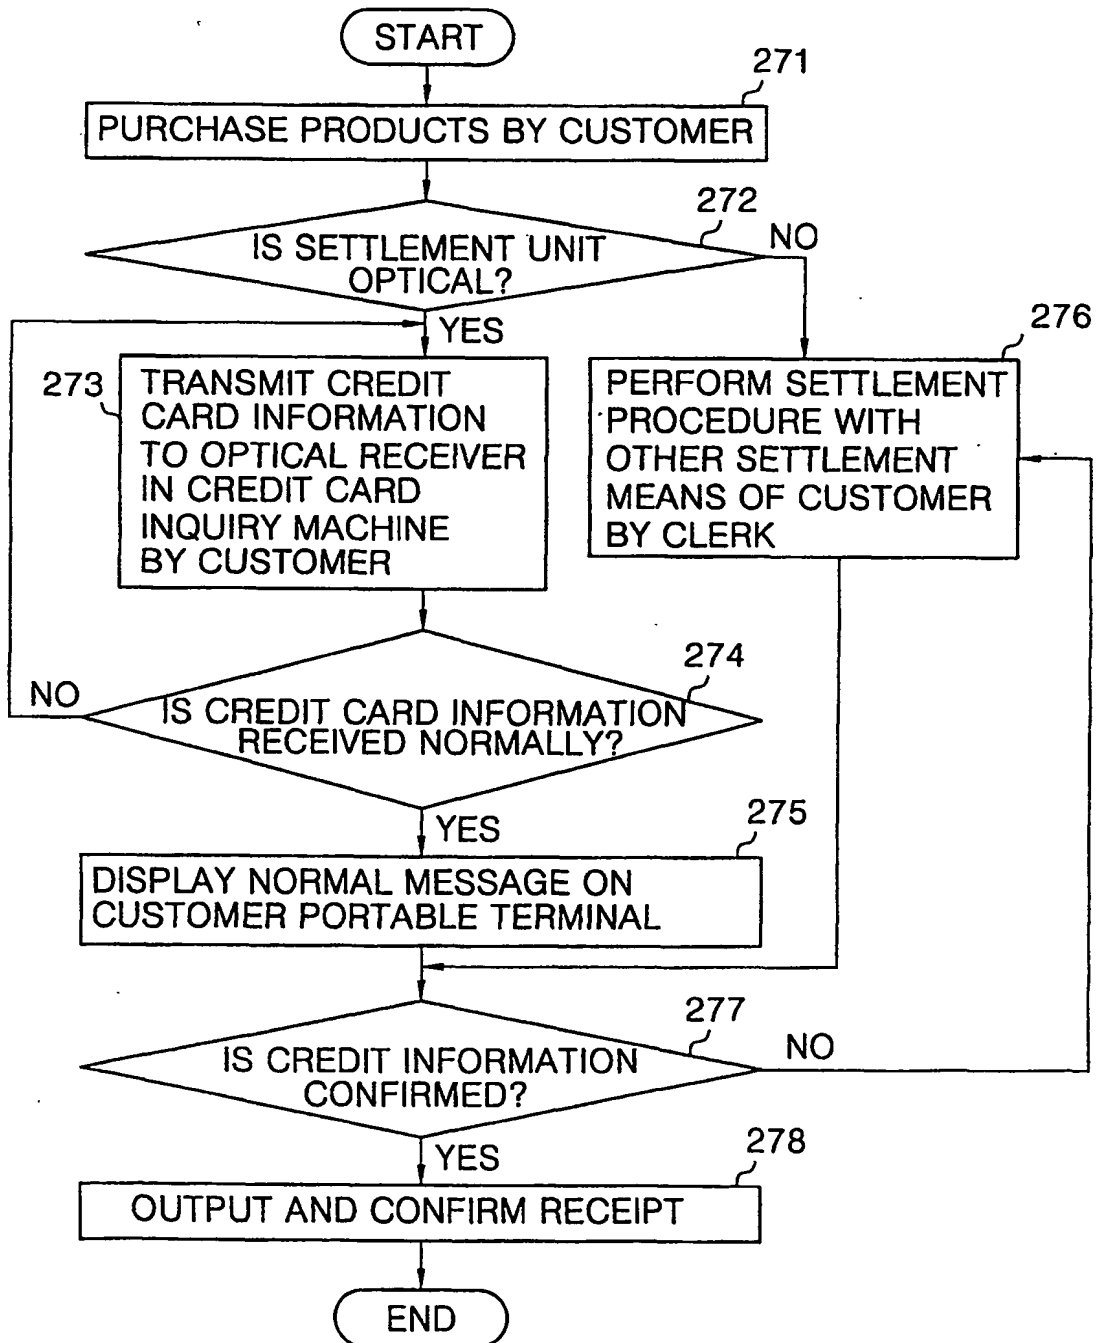 START
271
PURCHASE PRODUCTS BY CUSTOMER
272
IS SETTLEMENT UNIT
OPTICAL?
NO
YES
273
TRANSMIT CREDIT
CARD INFORMATION
TO OPTICAL RECEIVER
IN CREDIT CARD
INQUIRY MACHINE
BY CUSTOMER
276
PERFORM SETTLEMENT
PROCEDURE WITH
OTHER SETTLEMENT
MEANS OF CUSTOMER
BY CLERK
274
NO
IS CREDIT CARD INFORMATION
RECEIVED NORMALLY?
YES
275
DISPLAY NORMAL MESSAGE ON
CUSTOMER PORTABLE TERMINAL
277
IS CREDIT INFORMATION
CONFIRMED?
NO
YES
278
OUTPUT AND CONFIRM RECEIPT
END